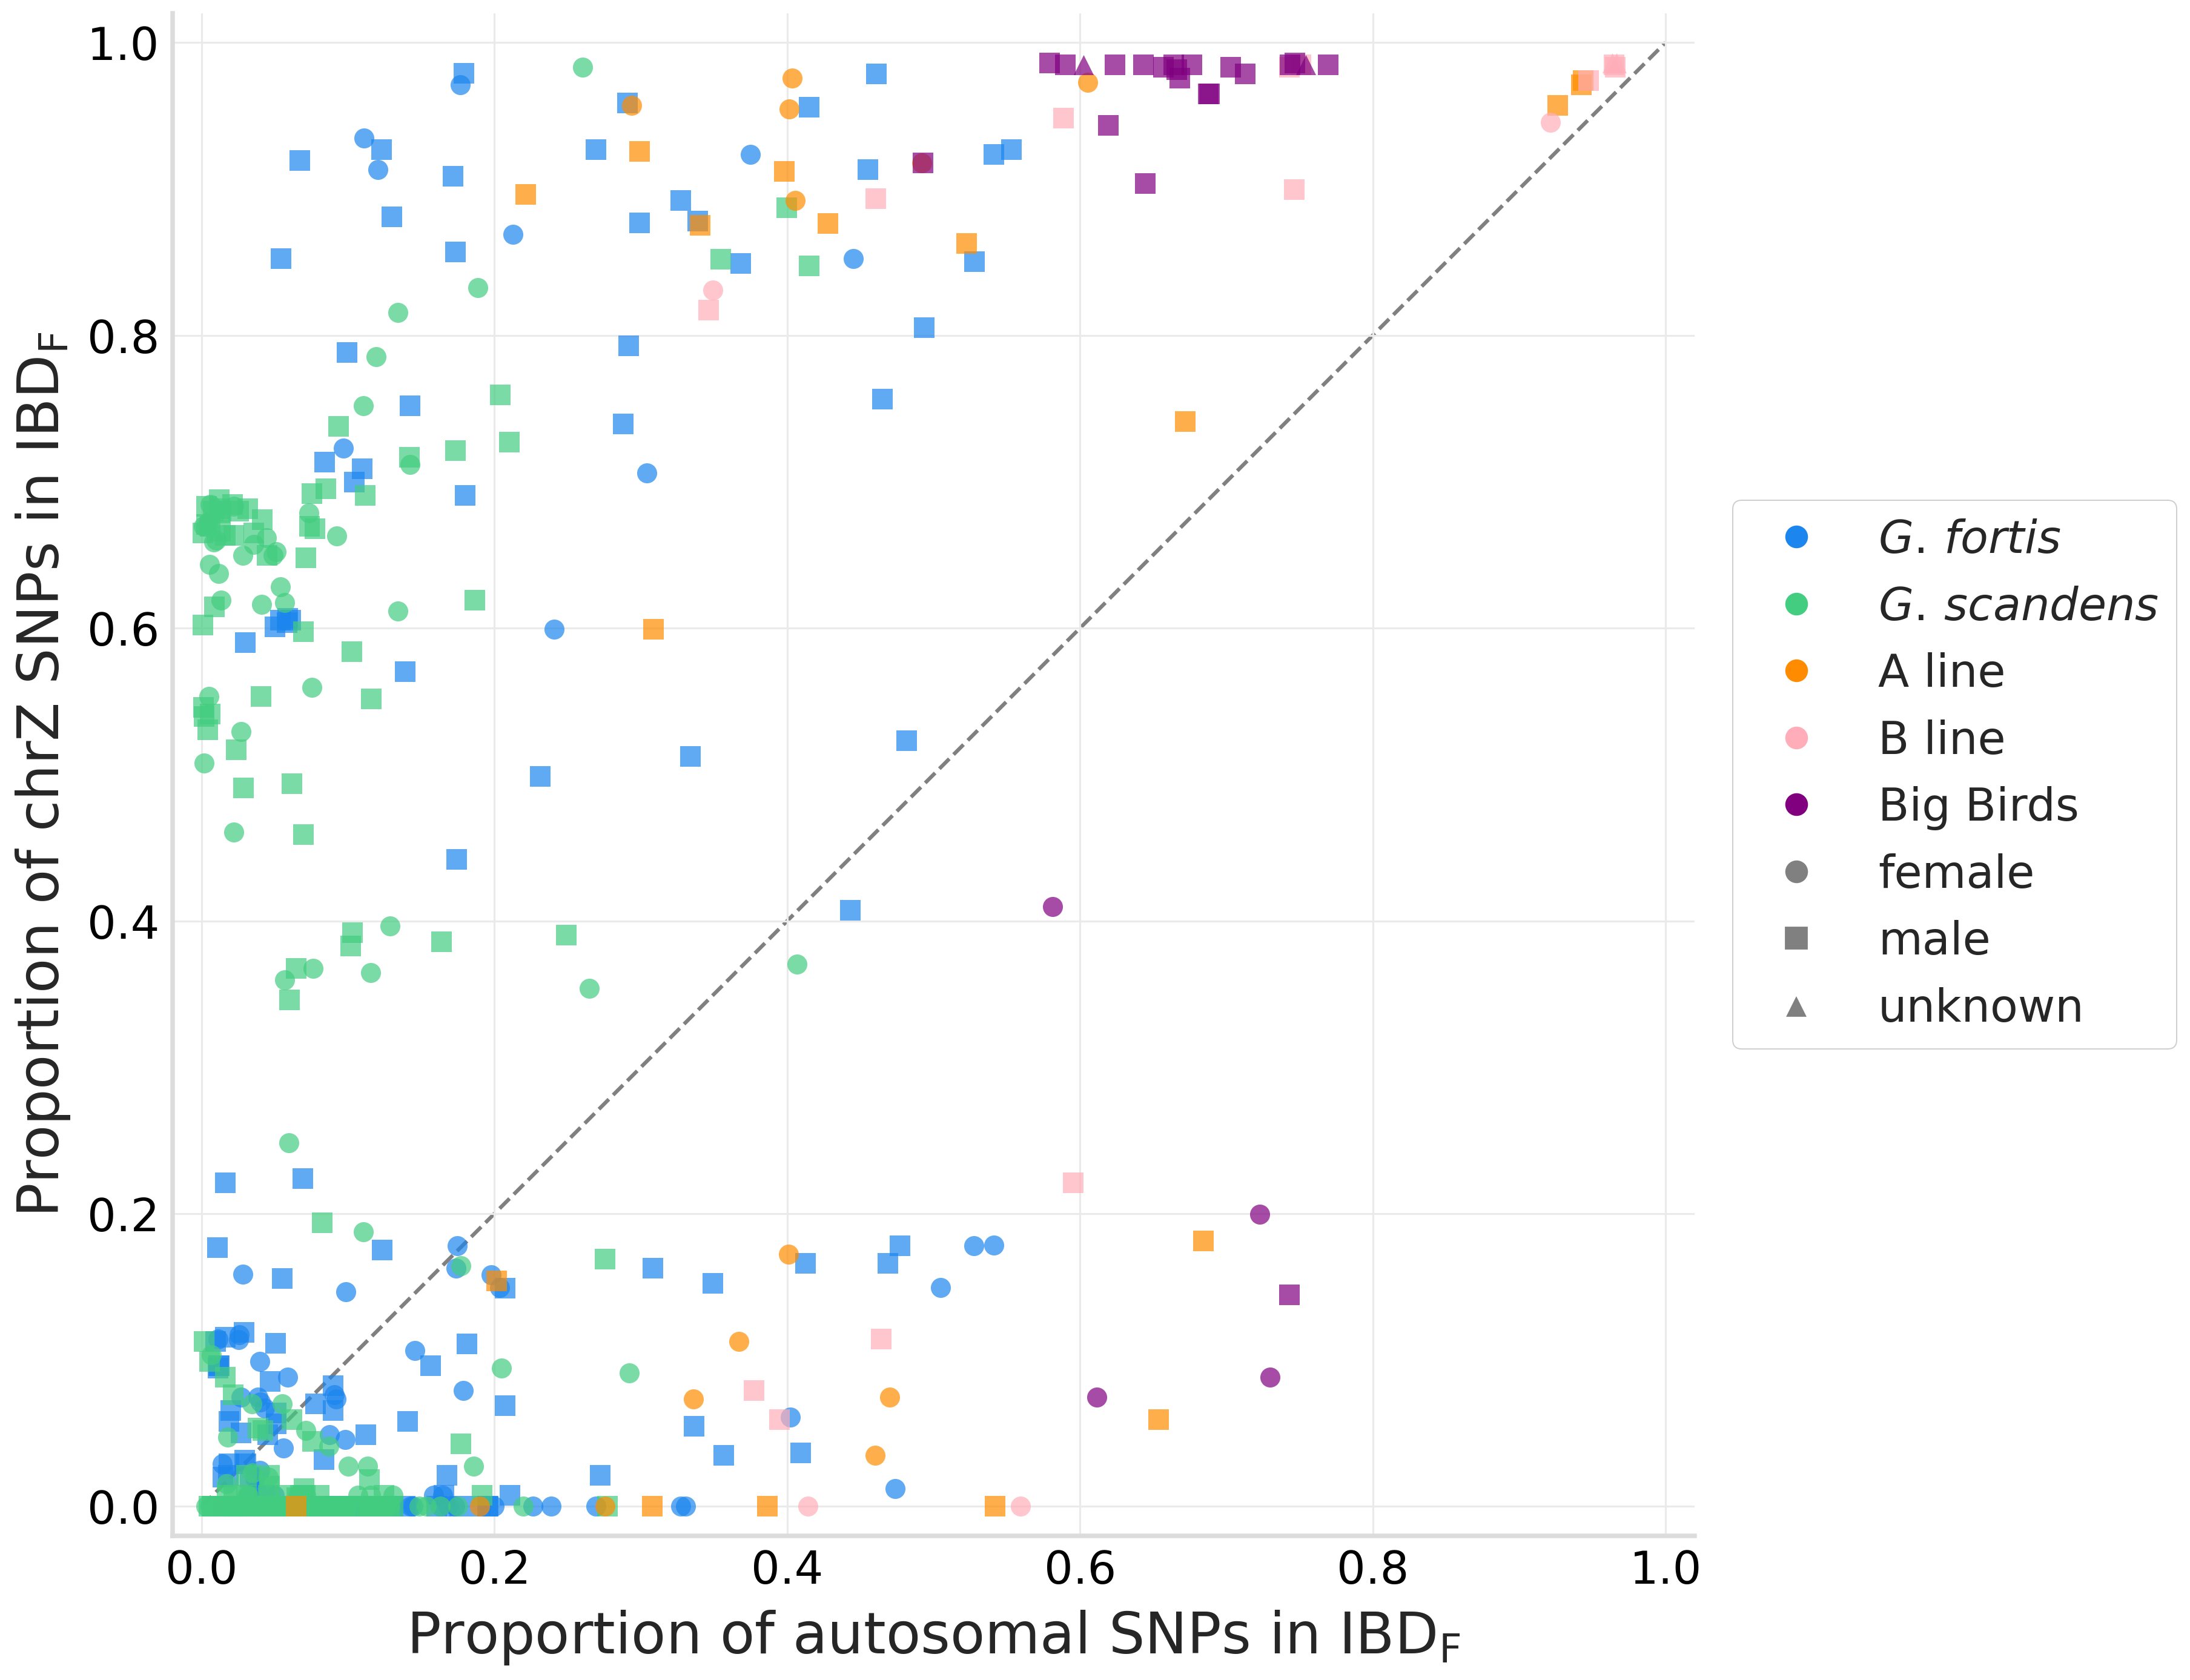 1.0
0.8
0.6
0.4
0.2
0.0
Proportion of chrZ SNPs in IBD_F
0.0 0.2 0.4 0.6 0.8 1.0
Proportion of autosomal SNPs in IBD_F
G. fortis
G. scandens
A line
B line
Big Birds
female
male
unknown